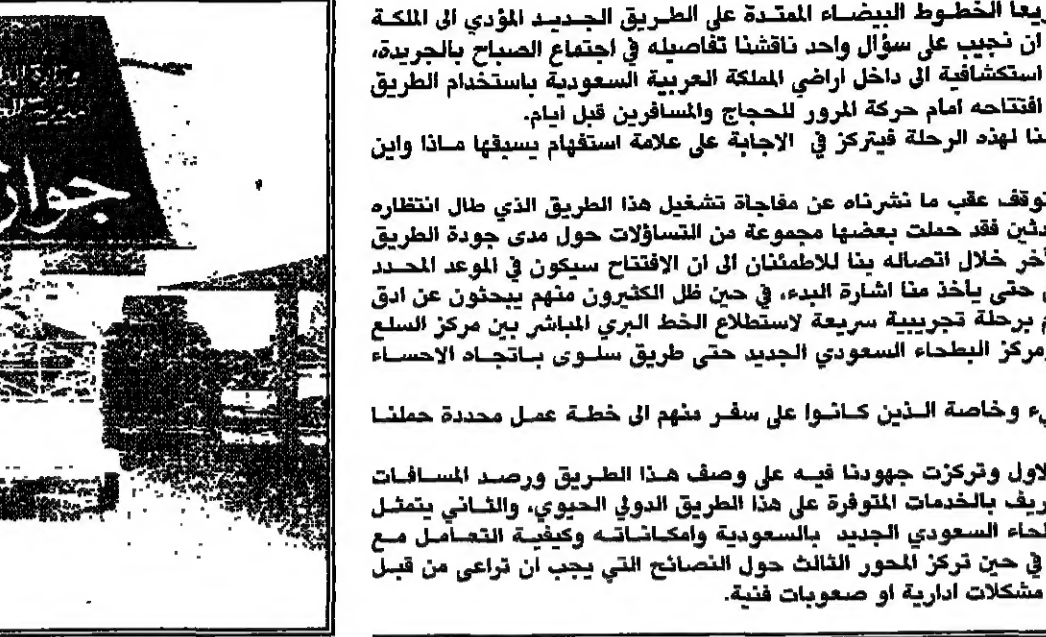 ريعا الخطوط البيضاء الممتدة على الطريق الجديد المؤدي الى الملكة
ان نجيب على سؤال واحد ناقشنا تفاصيله في اجتماع الصباح بالجريدة،
استكشافية الى داخل اراضي المملكة العربية السعودية باستخدام الطريق
افتتاحه امام حركة المرور للحجاج والمسافرين قبل ايام.
نا لهذه الرحلة فيتركز في الاجابة على علامة استفهام يسبقها ماذا واين
توقف عقب ما نشرناه عن مفاجاة تشغيل هذا الطريق الذي طال انتظاره
دثين فقد حملت بعضها مجموعة من التساؤلات حول مدى جودة الطريق
آخر خلال اتصاله بنا للاطمئنان الى ان الافتتاح سيكون في الموعد المحدد
حتى ياخذ منا اشارة البدء، في حين ظل الكثيرون منهم يبحثون عن ادق
م برحلة تجريبية سريعة لاستطلاع الخط البري المباشر بين مركز السلع
ومركز البطحاء السعودي الجديد حتى طريق سلوى باتجاه الاحساء
يء وخاصة الذين كانوا على سفر منهم الى خطة عمل محددة حملنا
لاول وتركزت جهودنا فيه على وصف هذا الطريق ورصد المسافات
ريف بالخدمات المتوفرة على هذا الطريق الدولي الحيوي، والثاني يتمثل
لحاء السعودي الجديد بالسعودية وامكاناته وكيفية التعامل مع
في حين تركز المحور الثالث حول النصائح التي يجب ان تراعى من قبل
مشكلات ادارية او صعوبات فنية.